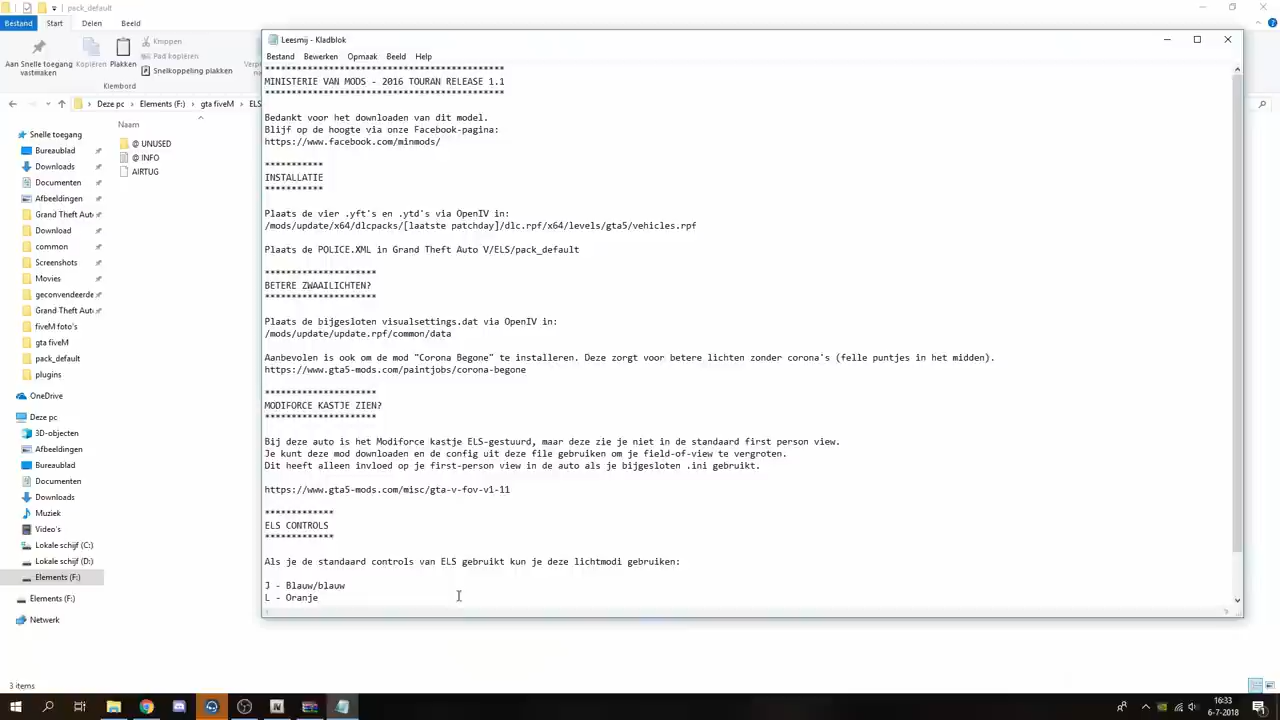 pack_default
Bestand Start Delen Beeld
Aan Snelle toegang vastmaken
Kopiëren
Plakken
Knippen
Pad kopiëren
Snelkoppeling plakken
Klembord
Deze pc > Elements (F:) > gta fiveM > ELS
Naam
@ UNUSED
@ INFO
AIRTUG
Snelle toegang
Bureaublad
Downloads
Documenten
Afbeeldingen
Grand Theft Aut
Download
common
Screenshots
Movies
geconvendeerde
Grand Theft Aut
fiveM foto's
gta fiveM
pack_default
plugins
OneDrive
Deze pc
3D-objecten
Afbeeldingen
Bureaublad
Documenten
Downloads
Muziek
Video's
Lokale schijf (C:)
Lokale schijf (D:)
Elements (F:)
Elements (F:)
Netwerk
3 items
Leesmij - Kladblok
Bestand Bewerken Opmaak Beeld Help
*********************************************
MINISTERIE VAN MODS - 2016 TOURAN RELEASE 1.1
*********************************************
Bedankt voor het downloaden van dit model.
Blijf op de hoogte via onze Facebook-pagina:
https://www.facebook.com/minmods/
***********
INSTALLATIE
***********
Plaats de vier .yft's en .ytd's via OpenIV in:
/mods/update/x64/dlcpacks/[laatste patchday]/dlc.rpf/x64/levels/gta5/vehicles.rpf
Plaats de POLICE.XML in Grand Theft Auto V/ELS/pack_default
*********************
BETERE ZWAAILICHTEN?
*********************
Plaats de bijgesloten visualsettings.dat via OpenIV in:
/mods/update/update.rpf/common/data
Aanbevolen is ook om de mod "Corona Begone" te installeren. Deze zorgt voor betere lichten zonder corona's (felle puntjes in het midden).
https://www.gta5-mods.com/paintjobs/corona-begone
*********************
MODIFORCE KASTJE ZIEN?
*********************
Bij deze auto is het Modiforce kastje ELS-gestuurd, maar deze zie je niet in de standaard first person view.
Je kunt deze mod downloaden en de config uit deze file gebruiken om je field-of-view te vergroten.
Dit heeft alleen invloed op je first-person view in de auto als je bijgesloten .ini gebruikt.
https://www.gta5-mods.com/misc/gta-v-fov-v1-11
*************
ELS CONTROLS
*************
Als je de standaard controls van ELS gebruikt kun je deze lichtmodi gebruiken:
J - Blauw/blauw
L - Oranje
16:33
6-7-2018